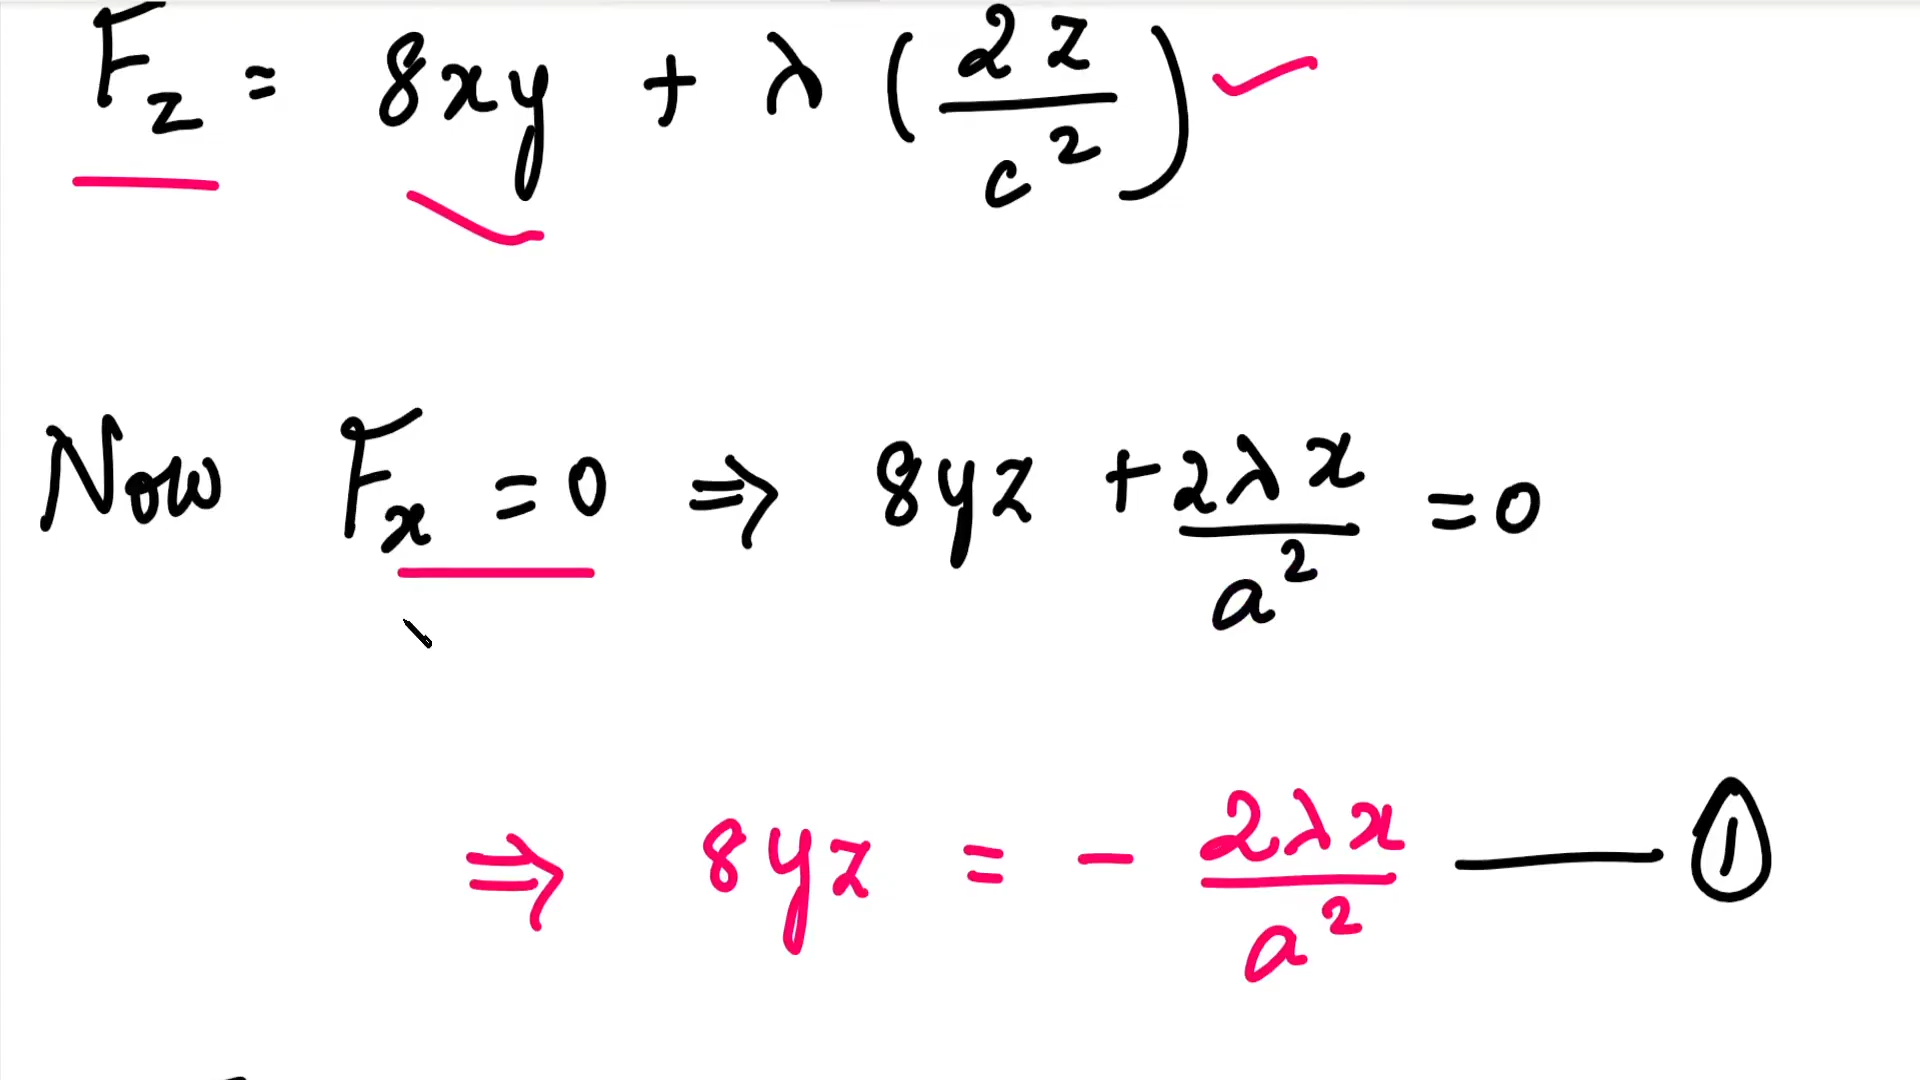 F_z = 8xy + λ(2z/c²)
Now F_x = 0 ⇒ 8yz + 2λx/a² = 0
⇒ 8yz = - 2λx/a² —— ①